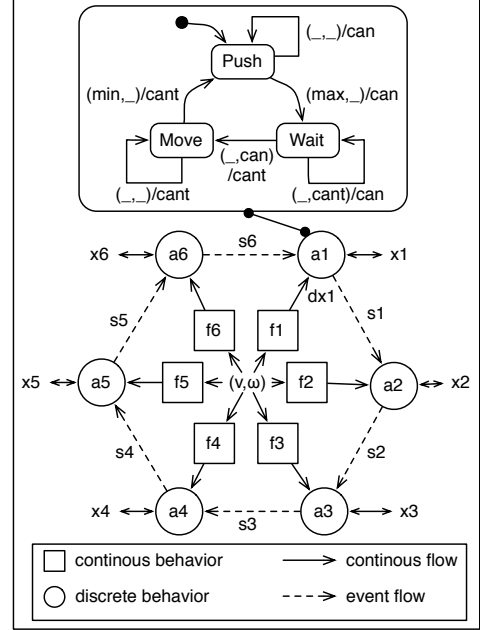 (_,_)/can
Push
(min,_)/cant
(max,_)/can
Move
Wait
(_,can)
/cant
(_,_)/cant
(_,cant)/can
x6
a6
s6
a1
x1
dx1
s5
s1
f6
f1
x5
a5
f5
(v,ω)
f2
a2
x2
f4
f3
s4
s2
x4
a4
s3
a3
x3
continous behavior
continous flow
discrete behavior
event flow